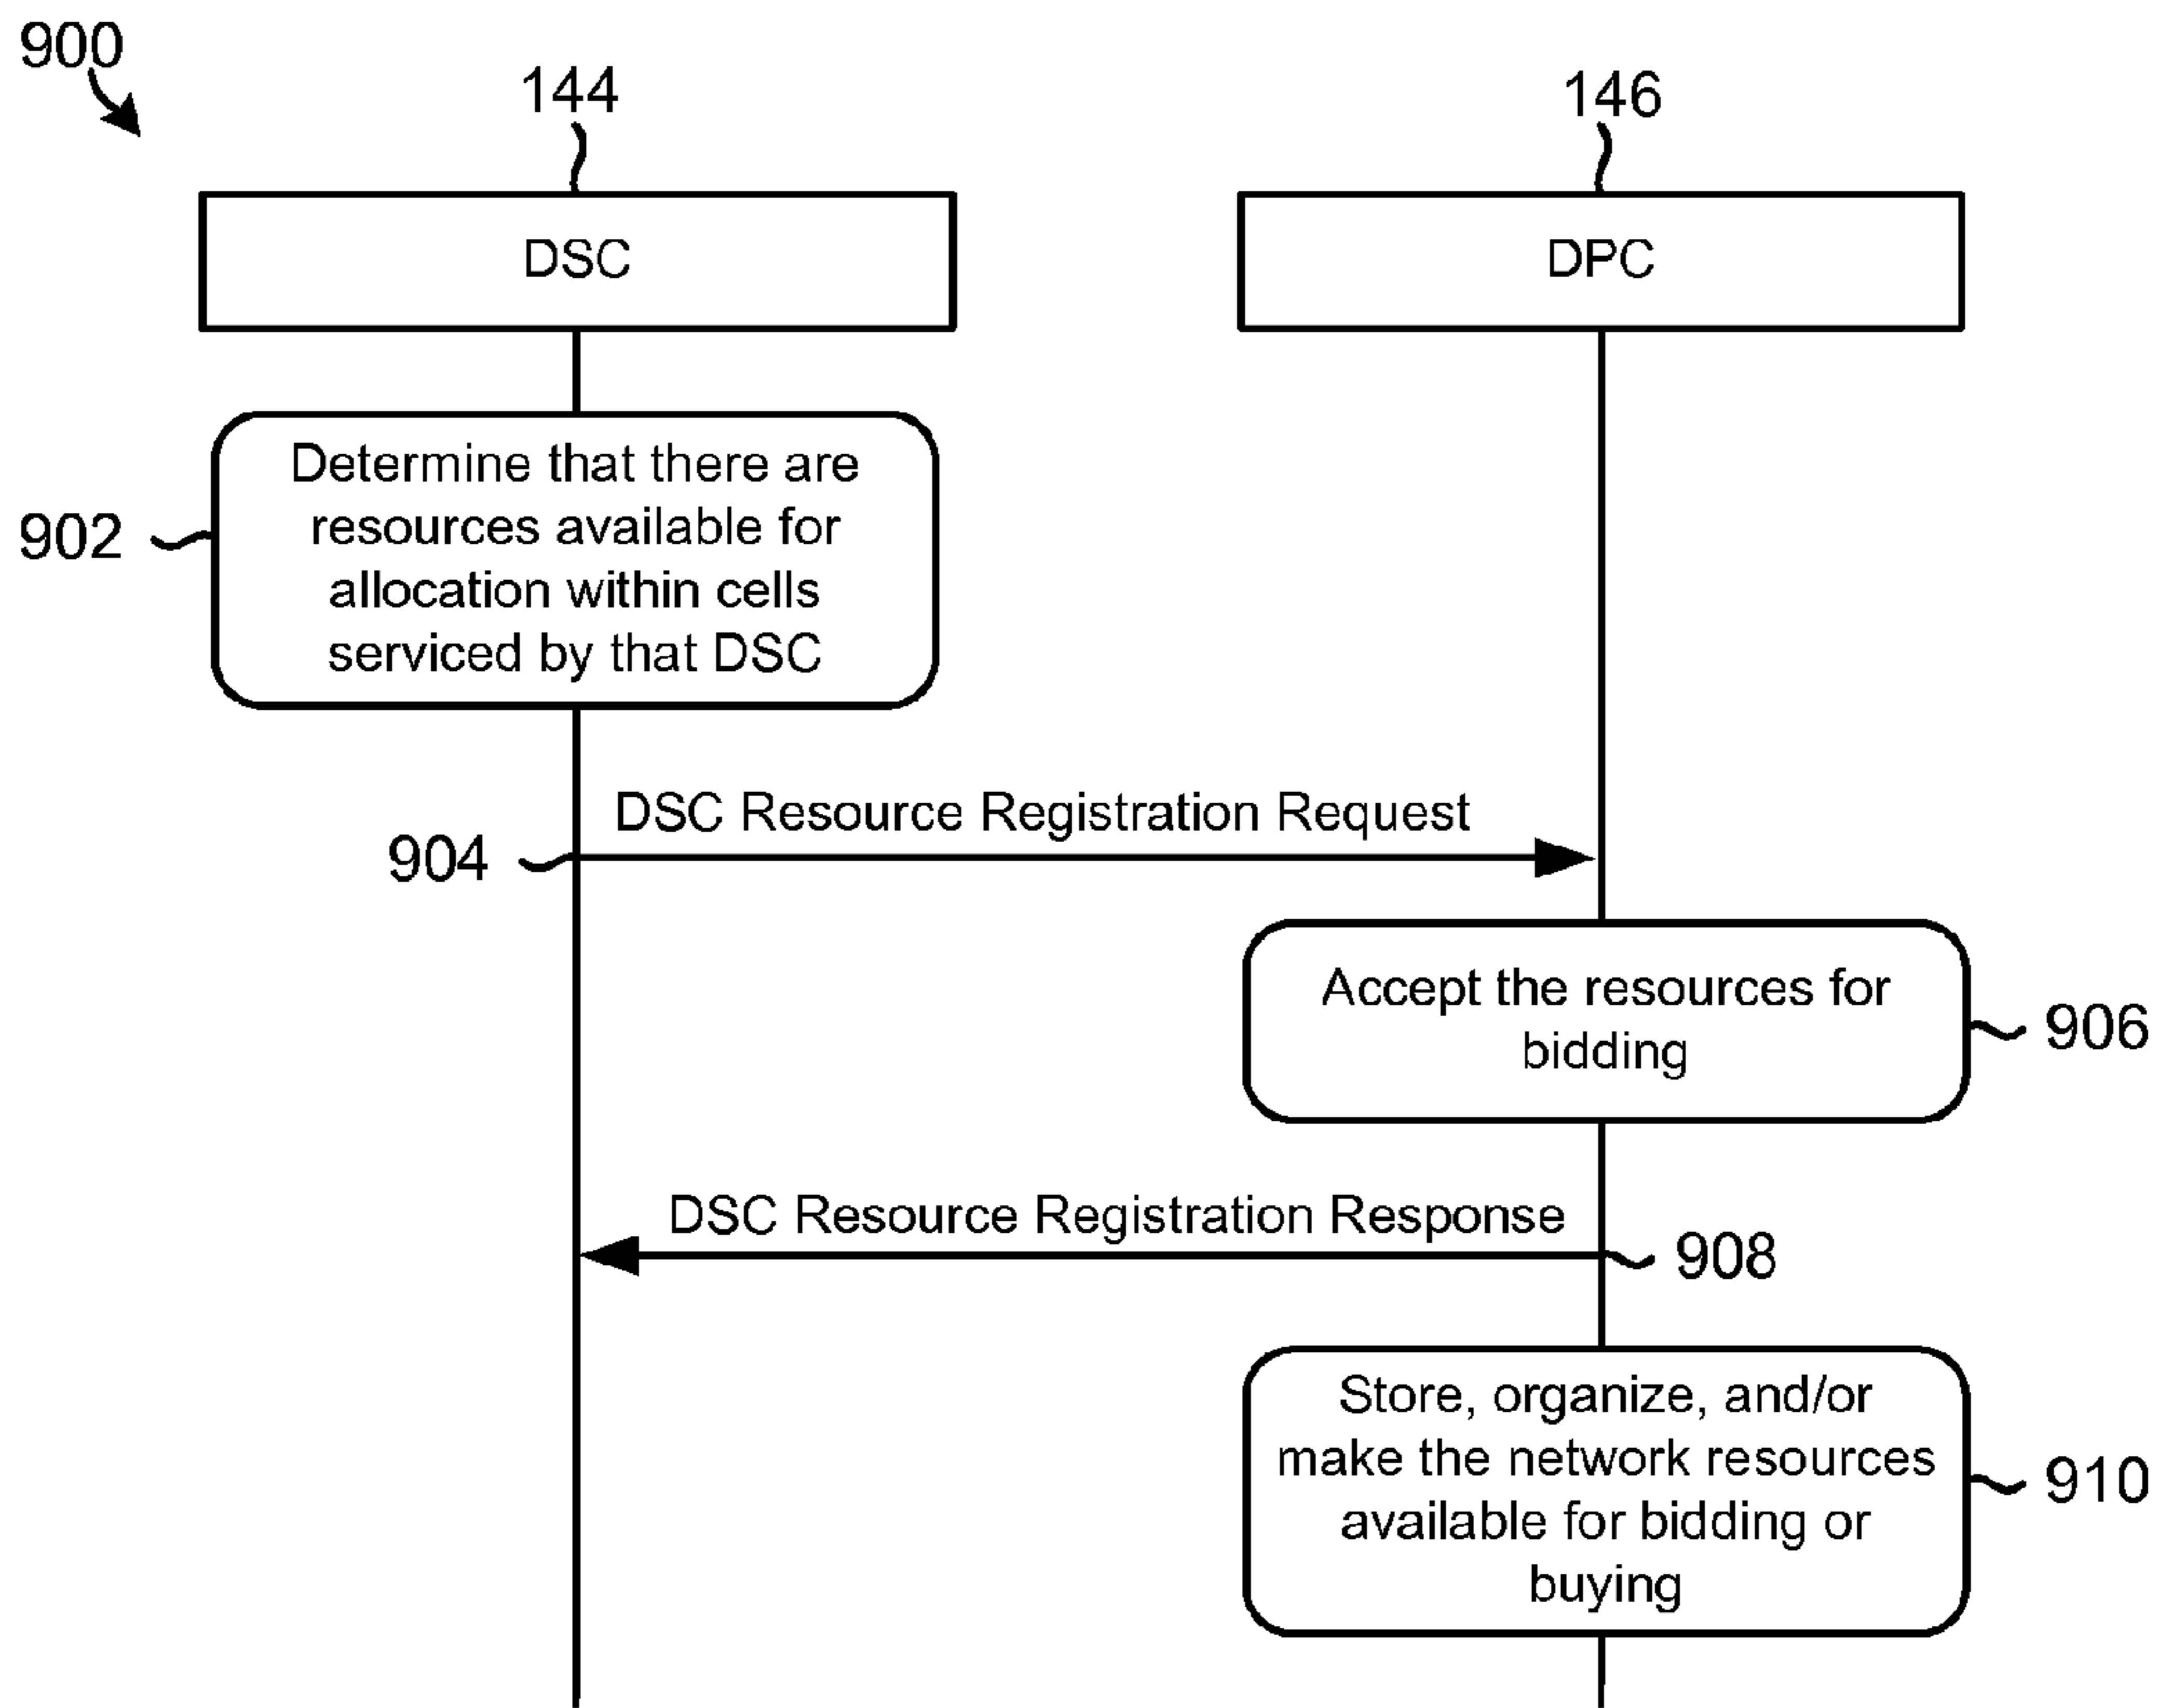 900
144
146
DSC
DPC
Determine that there are
resources available for
allocation within cells
serviced by that DSC
902
DSC Resource Registration Request
904
Accept the resources for
bidding
906
DSC Resource Registration Response
908
Store, organize, and/or
make the network resources
available for bidding or
buying
910